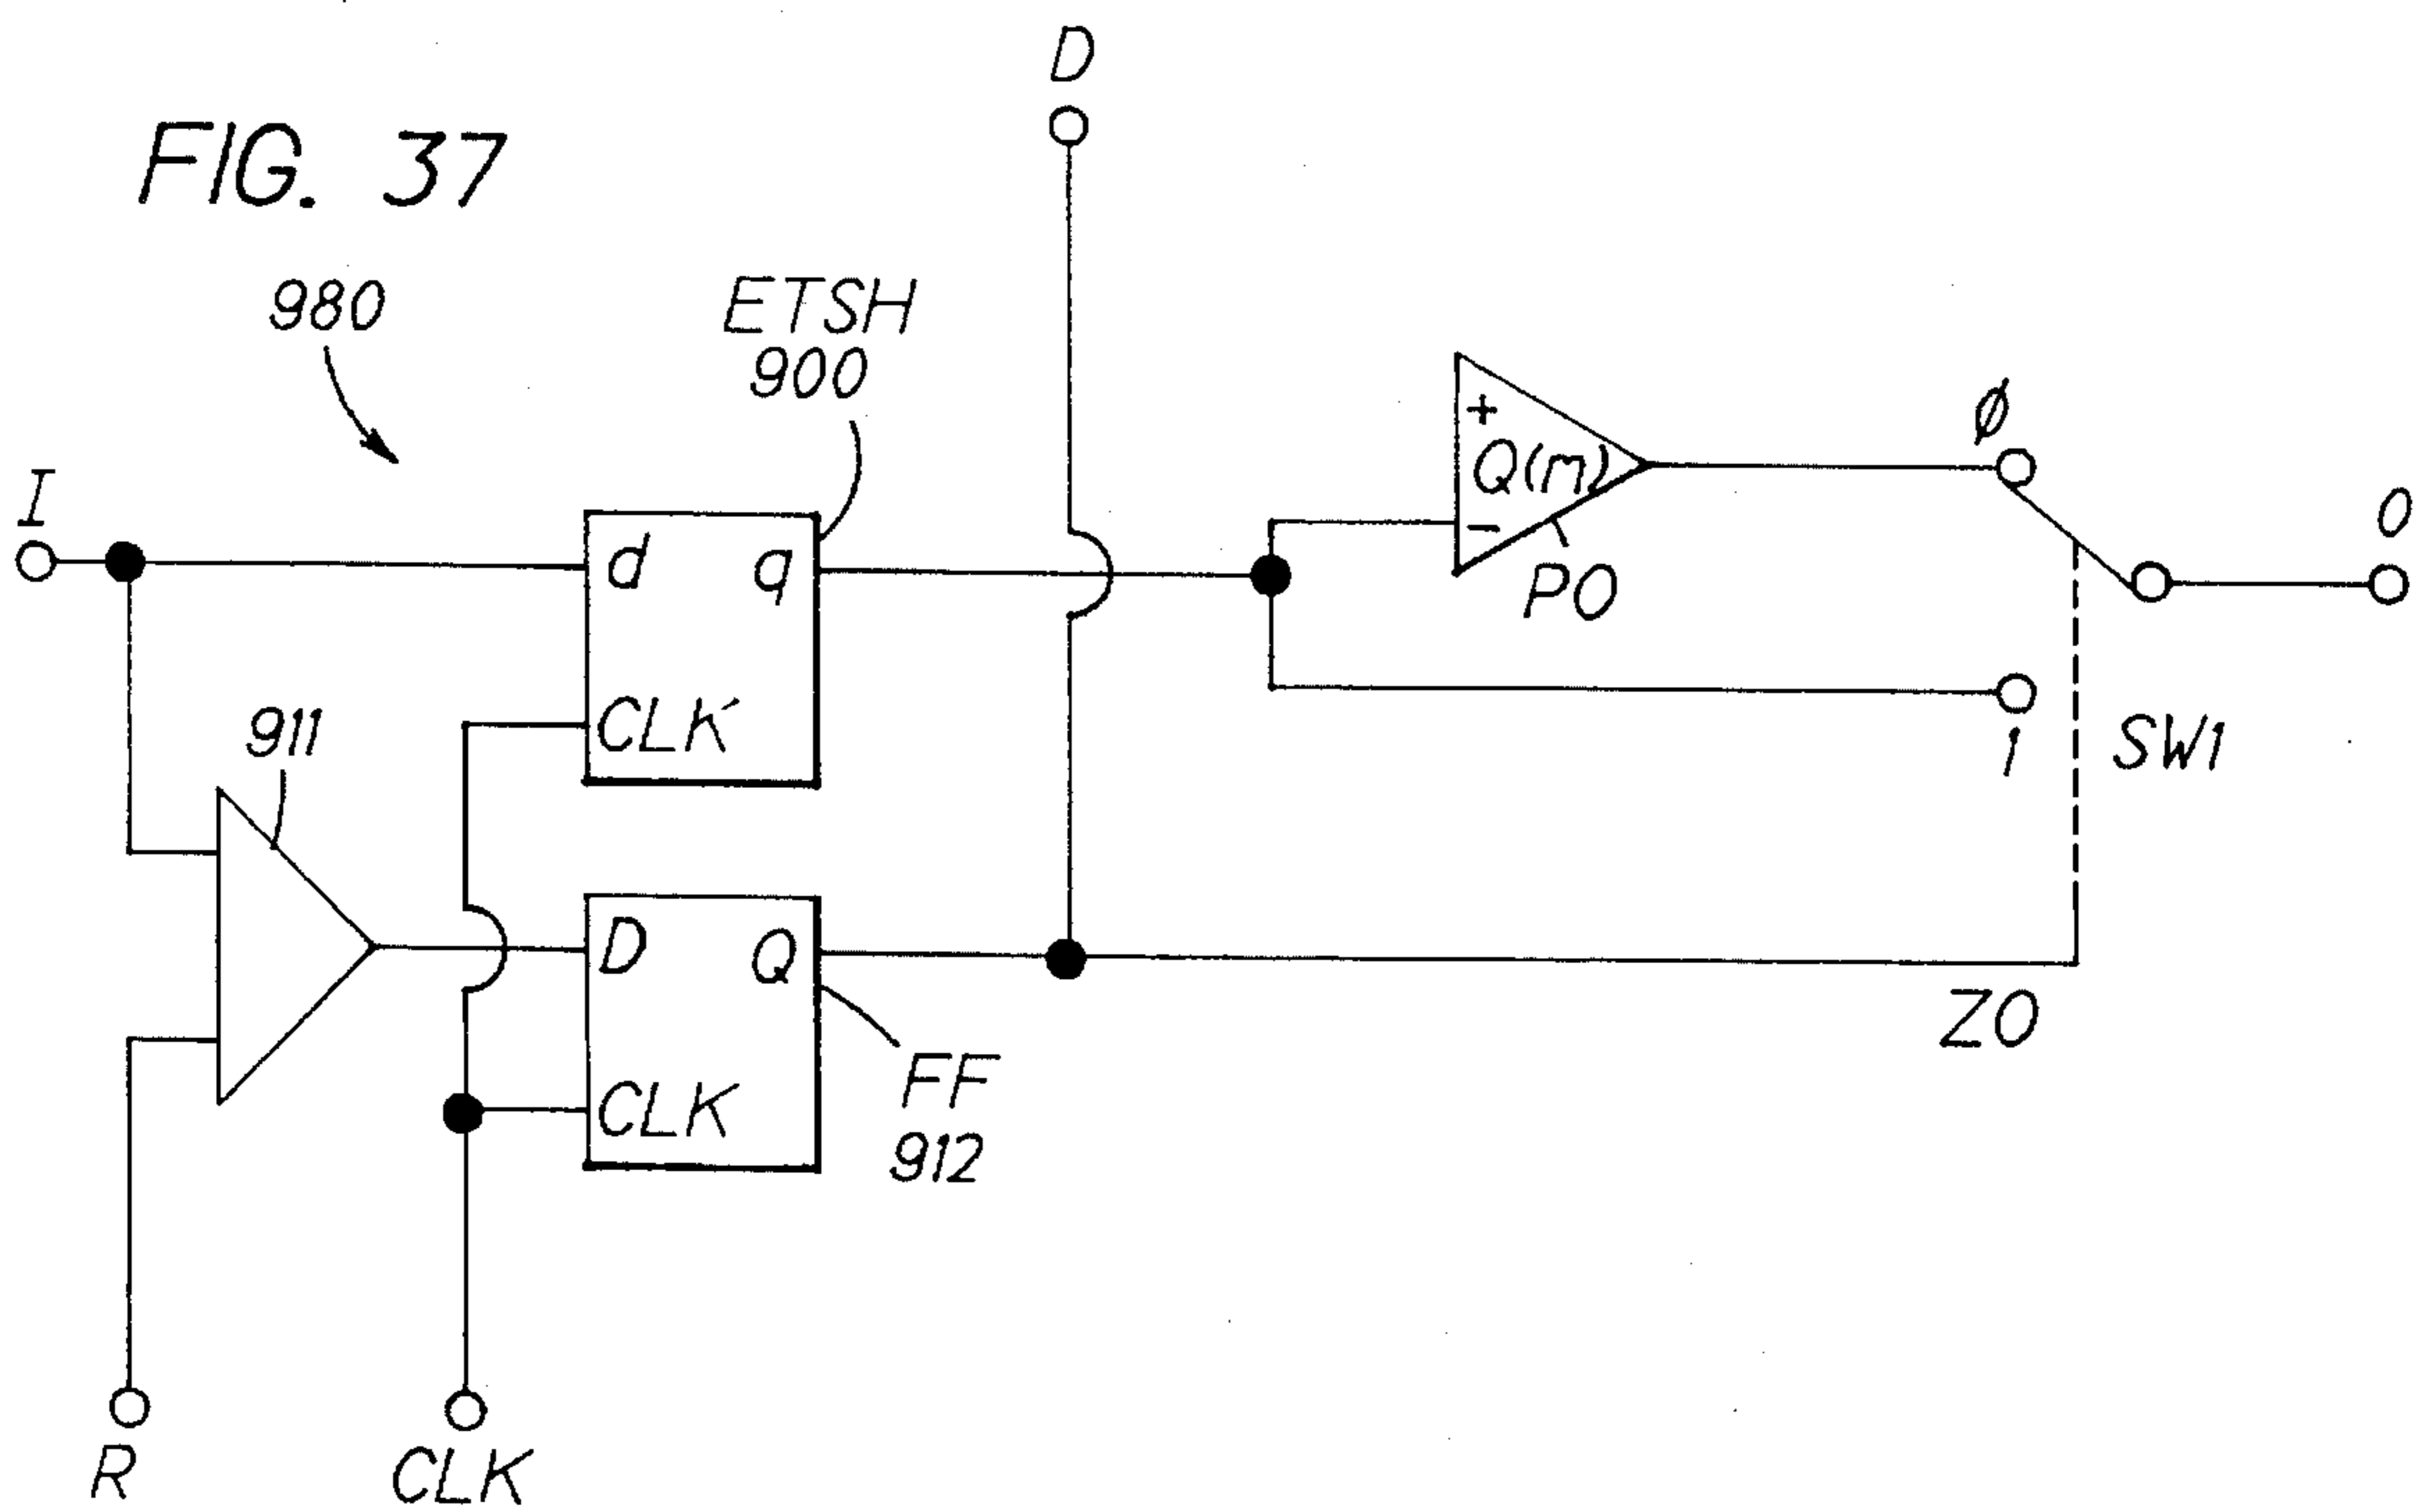 D
FIG. 37
980
ETSH
900
+
Q(n)
-
PO
Ø
O
I
d
q
CLK
911
1
SW1
D
Q
CLK
ZO
FF
912
R
CLK